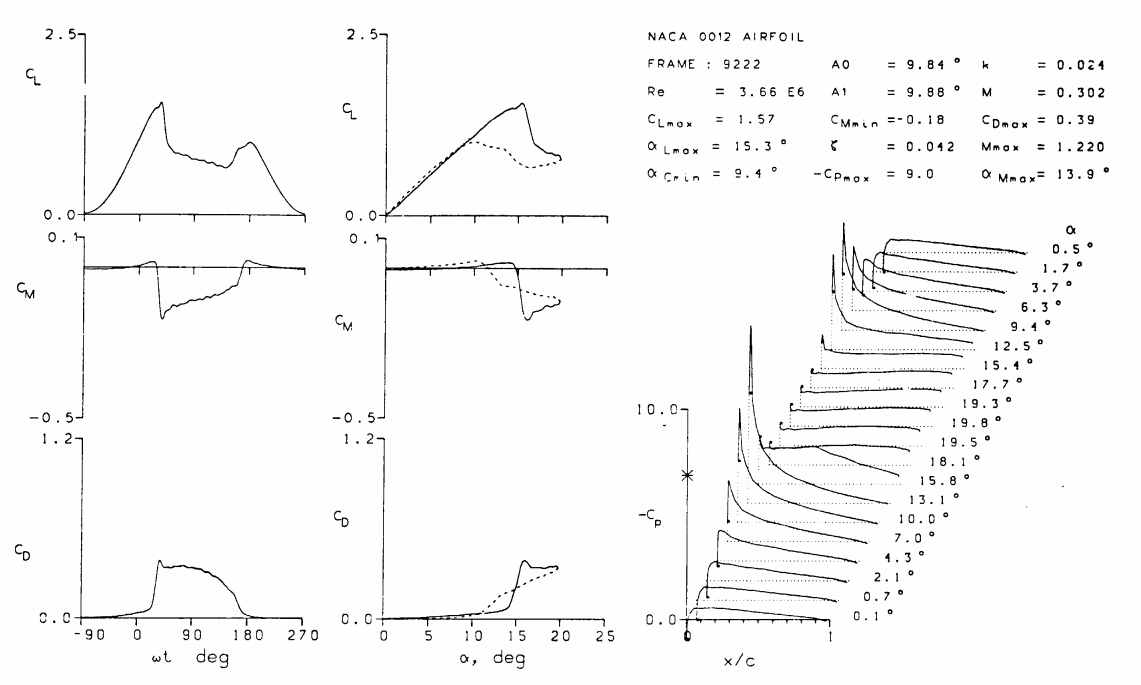 NACA 0012 AIRFOIL
FRAME : 9222 A0 = 9.84 ° k = 0.024
Re = 3.66 E6 A1 = 9.88 ° M = 0.302
CLmax = 1.57 CMmin =-0.18 CDmax = 0.39
α Lmax = 15.3 ° ζ = 0.042 Mmax = 1.220
α Cmin = 9.4 ° -CPmax = 9.0 α Mmax= 13.9 °
2.5
CL
0.0
0.1
CM
-0.5
1.2
CD
0.0
-90 0 90 180 270
ωt deg
2.5
CL
0.0
0.1
CM
-0.5
1.2
CD
0.0
0 5 10 15 20 25
α, deg
α
0.5 °
1.7 °
3.7 °
6.3 °
9.4 °
12.5 °
15.4 °
17.7 °
19.3 °
19.8 °
19.5 °
18.1 °
15.8 °
13.1 °
10.0 °
7.0 °
4.3 °
2.1 °
0.7 °
0.1 °
10.0
-Cp
0.0
0 1
x/c